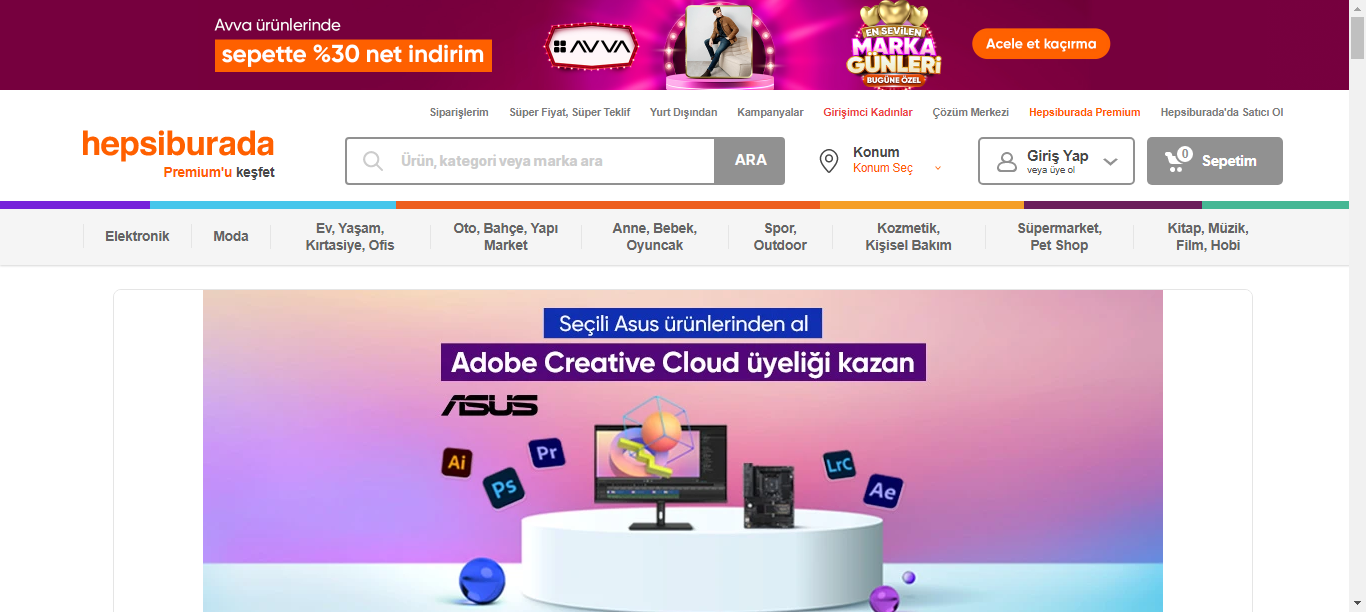 Avva ürünlerinde
sepette %30 net indirim
AVVA
EN SEVİLEN
MARKA
GÜNLERİ
BUGÜNE ÖZEL
Acele et kaçırma
Siparişlerim
Süper Fiyat, Süper Teklif
Yurt Dışından
Kampanyalar
Girişimci Kadınlar
Çözüm Merkezi
Hepsiburada Premium
Hepsiburada'da Satıcı Ol
hepsiburada
Premium'u keşfet
Ürün, kategori veya marka ara
ARA
Konum
Konum Seç
Giriş Yap
veya üye ol
0
Sepetim
Elektronik
Moda
Ev, Yaşam,
Kırtasiye, Ofis
Oto, Bahçe, Yapı
Market
Anne, Bebek,
Oyuncak
Spor,
Outdoor
Kozmetik,
Kişisel Bakım
Süpermarket,
Pet Shop
Kitap, Müzik,
Film, Hobi
Seçili Asus ürünlerinden al
Adobe Creative Cloud üyeliği kazan
ASUS
Ai
Ps
Pr
LrC
Ae